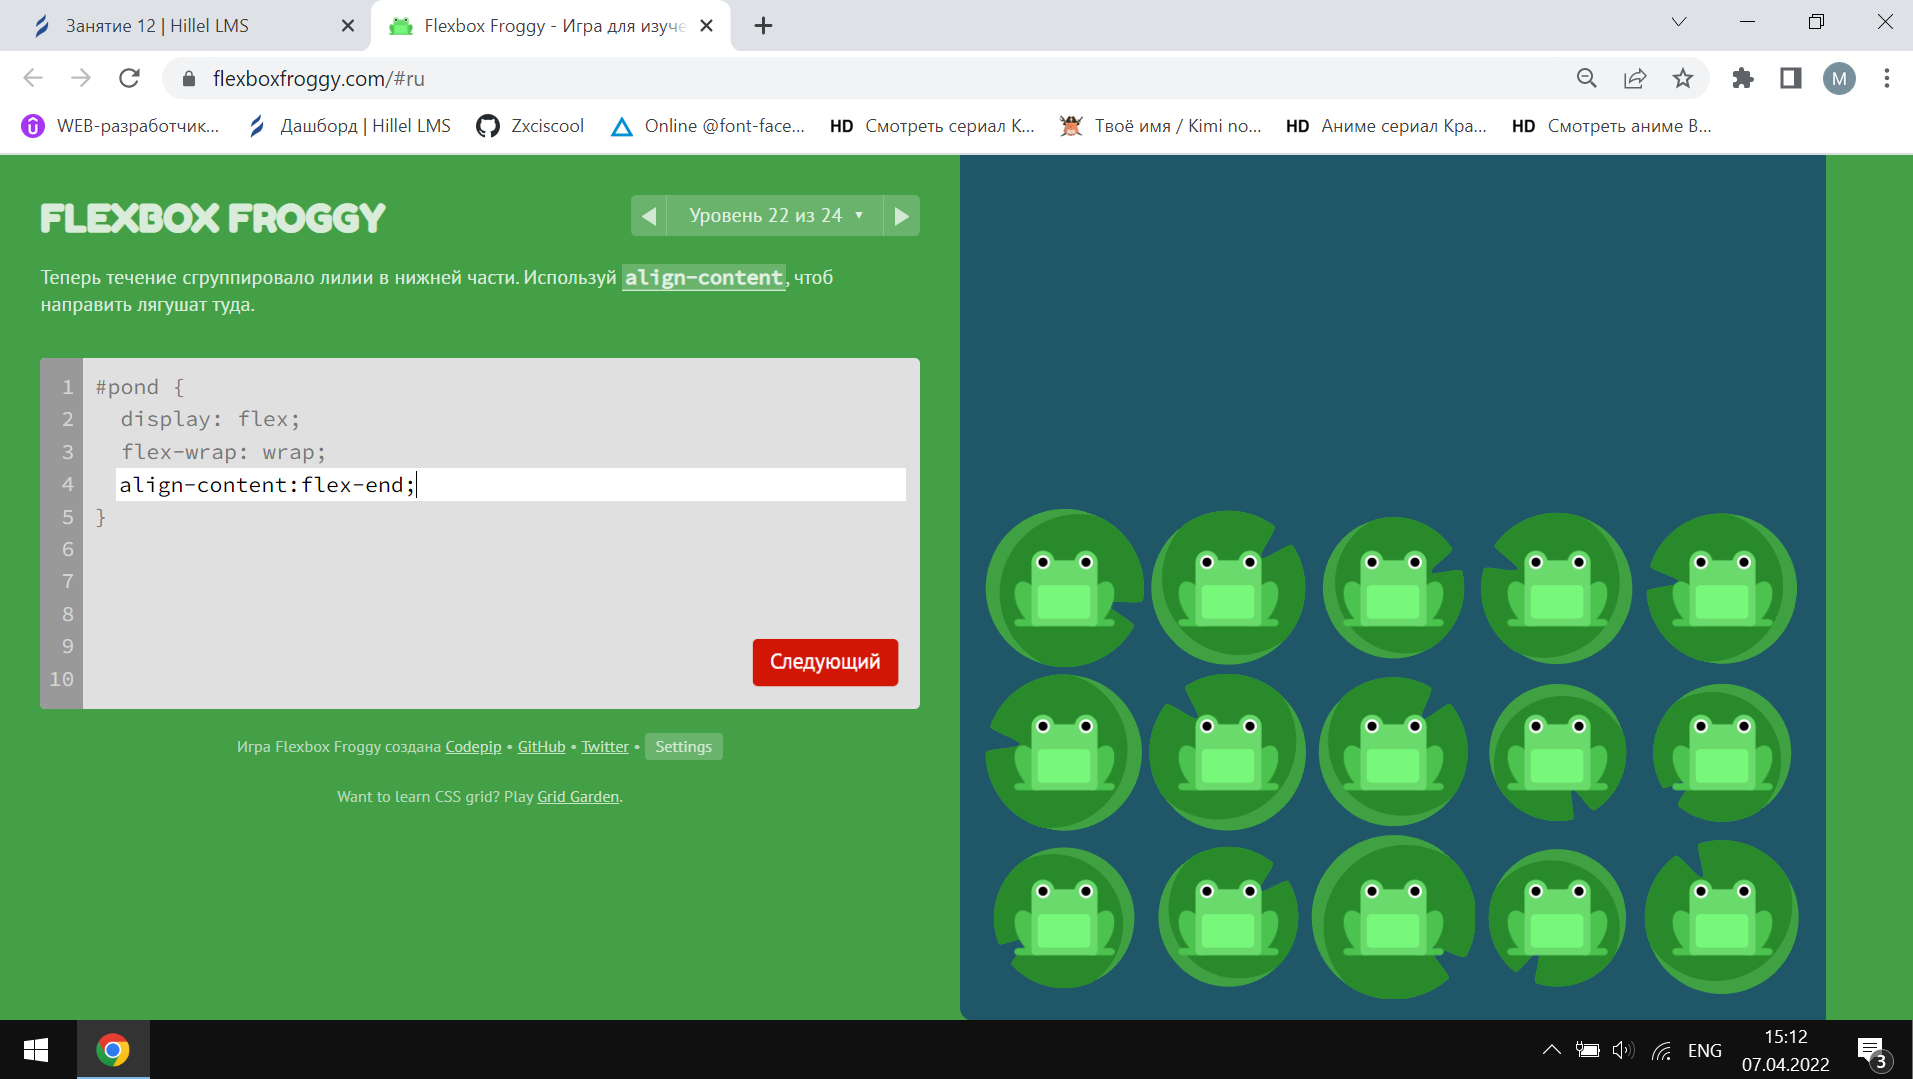 Занятие 12 | Hillel LMS
Flexbox Froggy - Игра для изуче
flexboxfroggy.com/#ru
M
WEB-разработчик...
Дашборд | Hillel LMS
Zxciscool
Online @font-face...
HD Смотреть сериал К...
Твоё имя / Kimi no...
HD Аниме сериал Кра...
HD Смотреть аниме В...
FLEXBOX FROGGY
Уровень 22 из 24
Теперь течение сгруппировало лилии в нижней части. Используй align-content, чтоб
направить лягушат туда.
1 #pond {
2 display: flex;
3 flex-wrap: wrap;
4 align-content:flex-end;
5 }
6
7
8
9
10
Следующий
Игра Flexbox Froggy создана Codepip • GitHub • Twitter • Settings
Want to learn CSS grid? Play Grid Garden.
ENG
15:12
07.04.2022
3